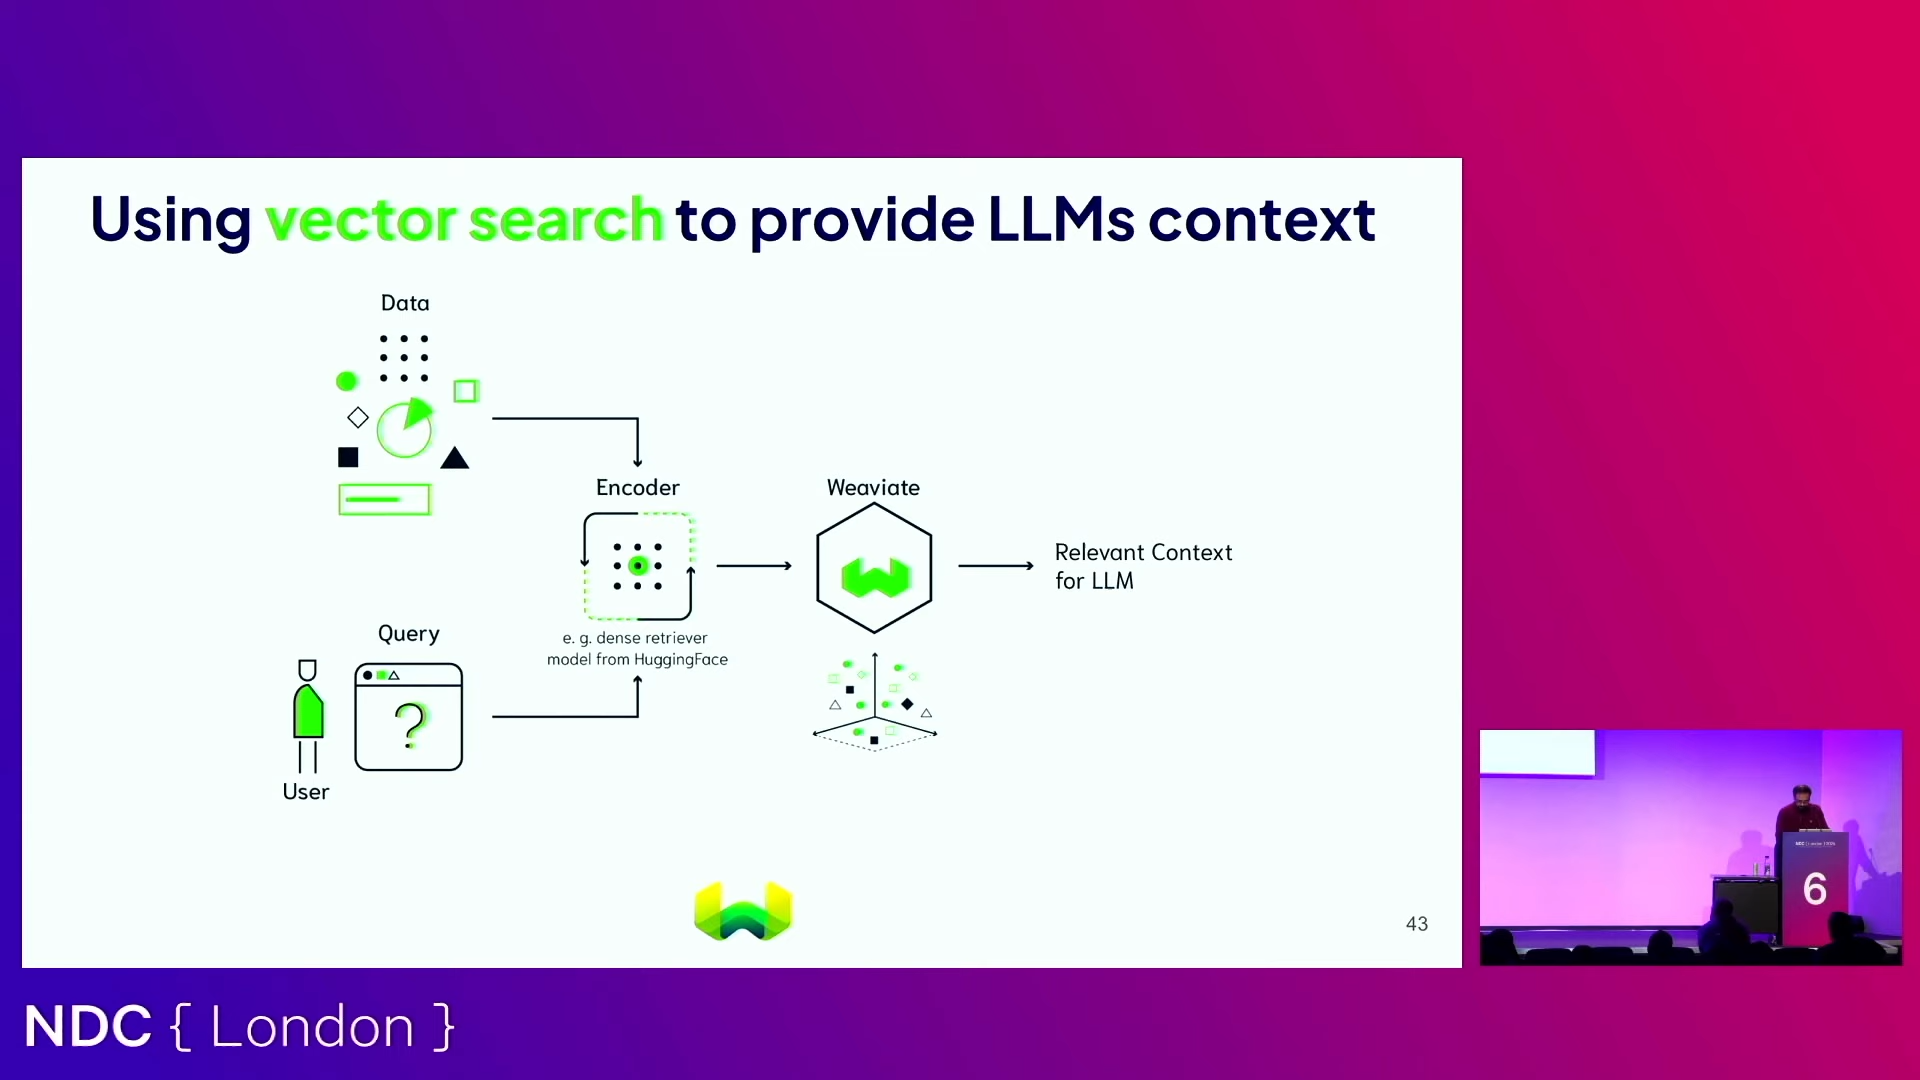 Using vector search to provide LLMs context
Data
Encoder
Weaviate
Relevant Context
for LLM
e. g. dense retriever
model from HuggingFace
Query
?
User
43
6
NDC { London }